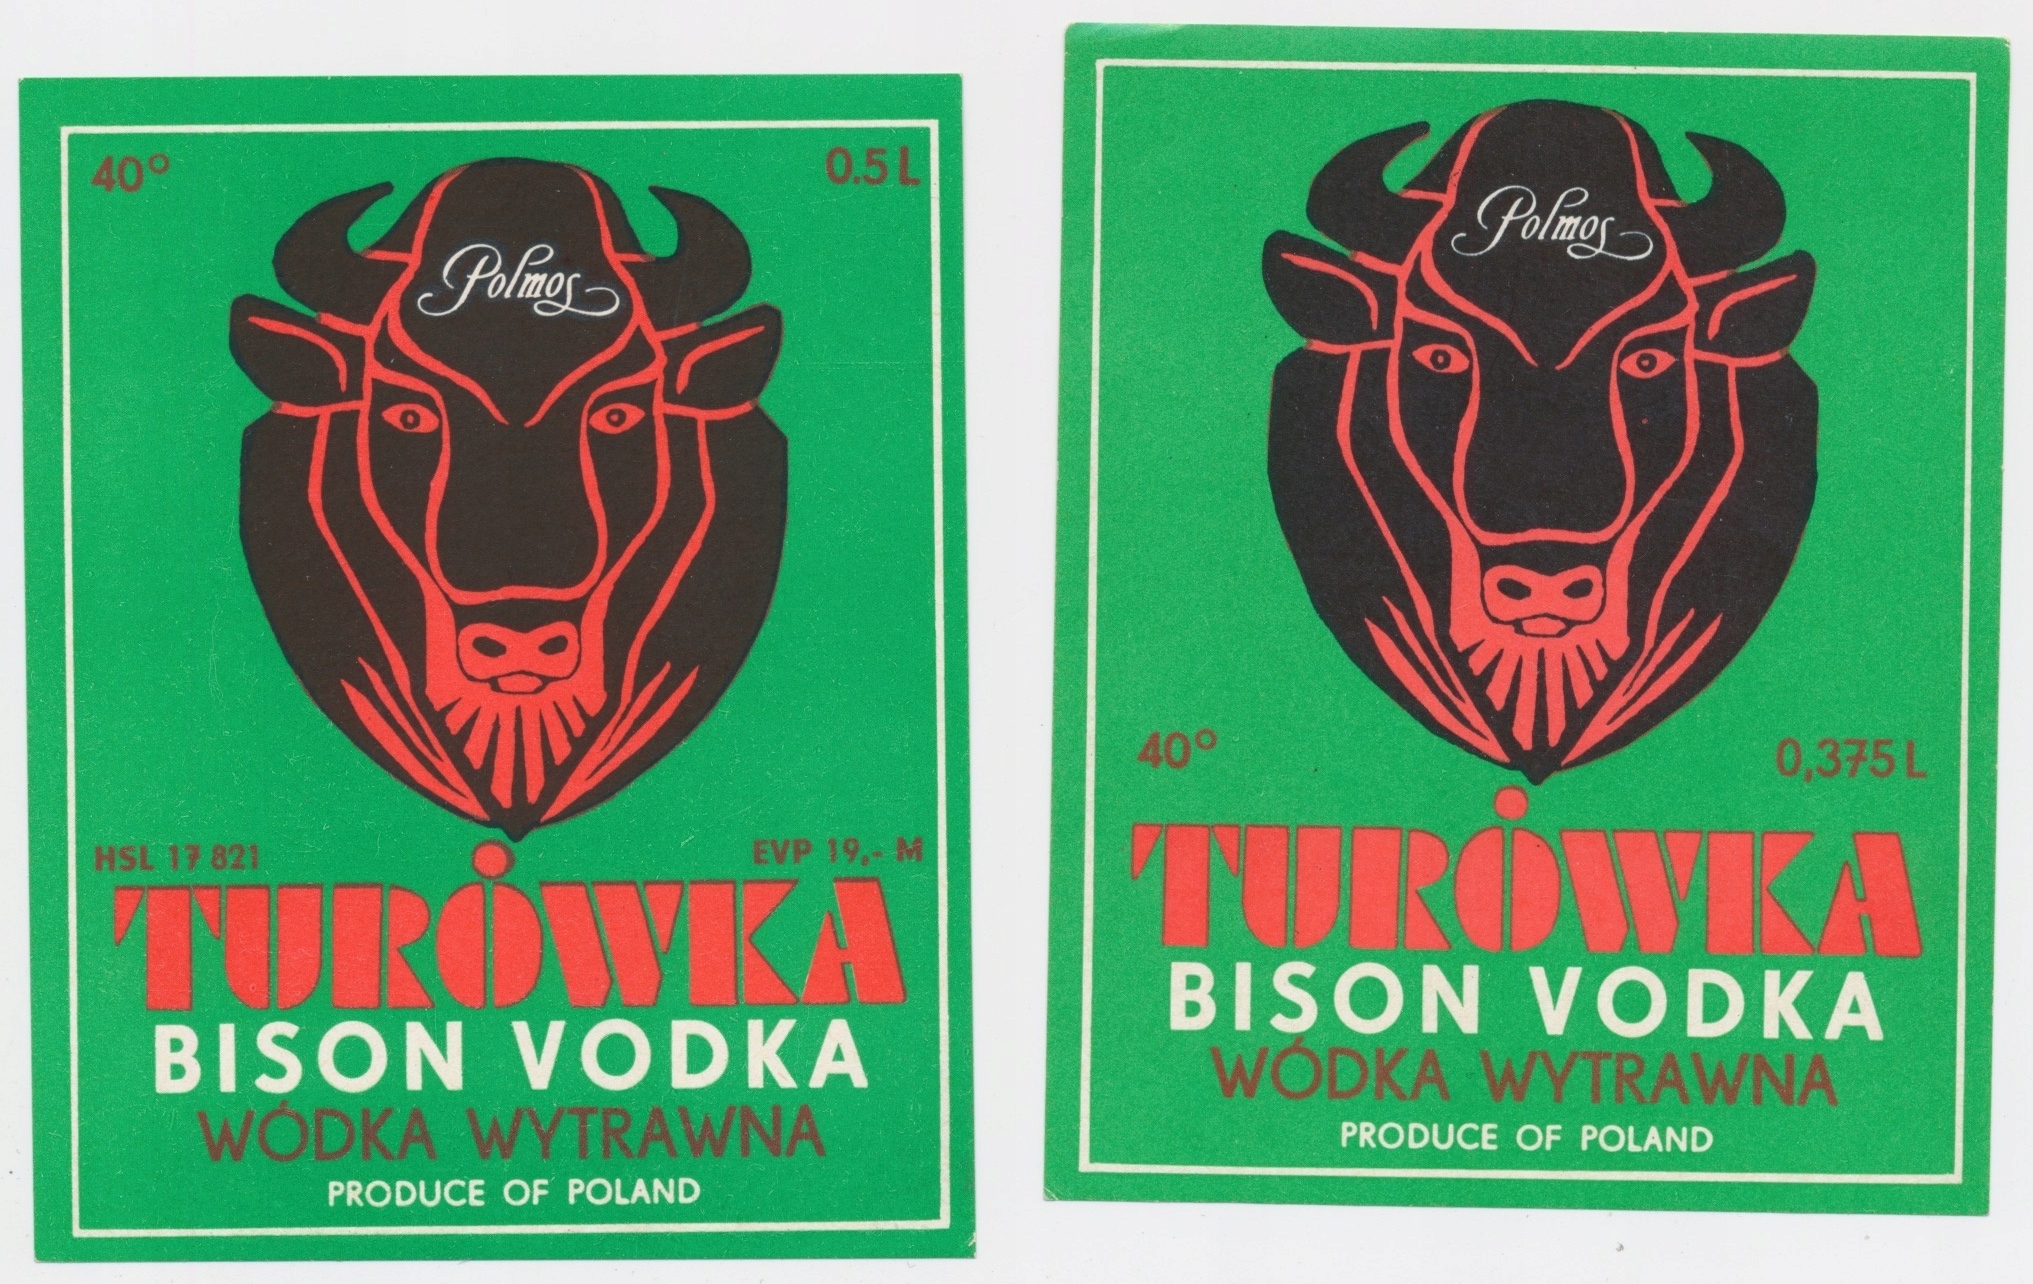 40° 0.5 L
Polmos
HSL 17 821 EVP 19,- M
TURÓWKA
BISON VODKA
WÓDKA WYTRAWNA
PRODUCE OF POLAND
Polmos
40° 0,375 L
TURÓWKA
BISON VODKA
WÓDKA WYTRAWNA
PRODUCE OF POLAND